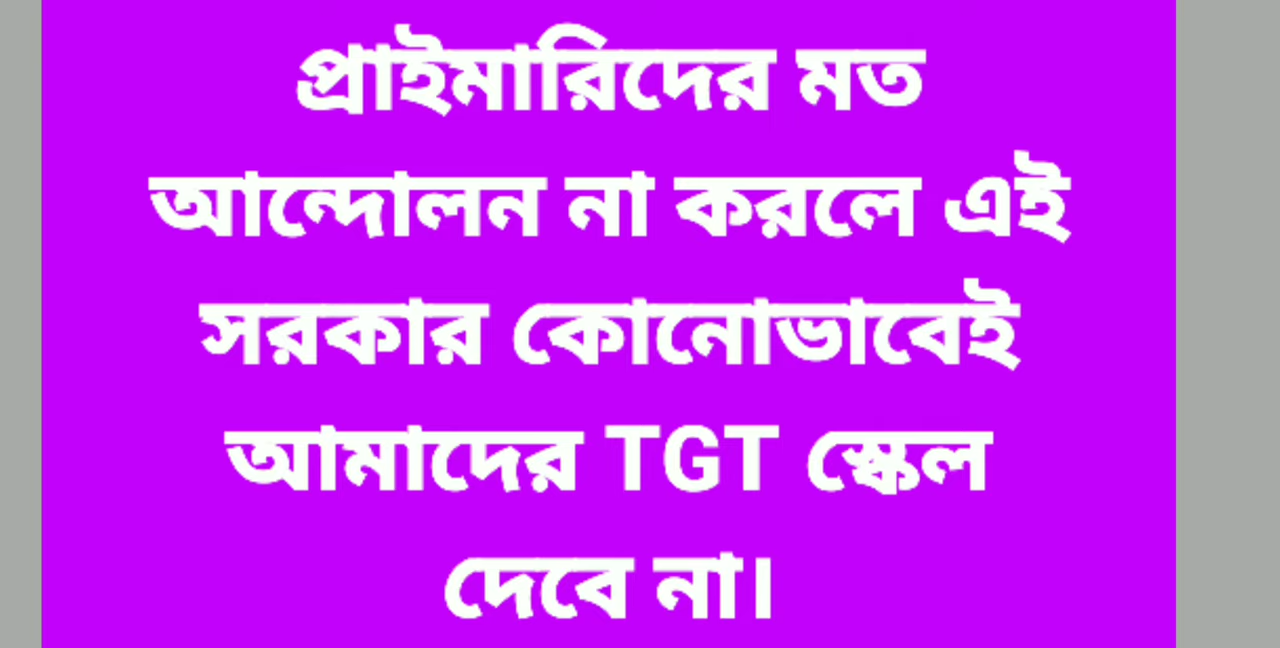 প্রাইমারিদের মত
আন্দোলন না করলে এই
সরকার কোনোভাবেই
আমাদের TGT স্কেল
দেবে না।